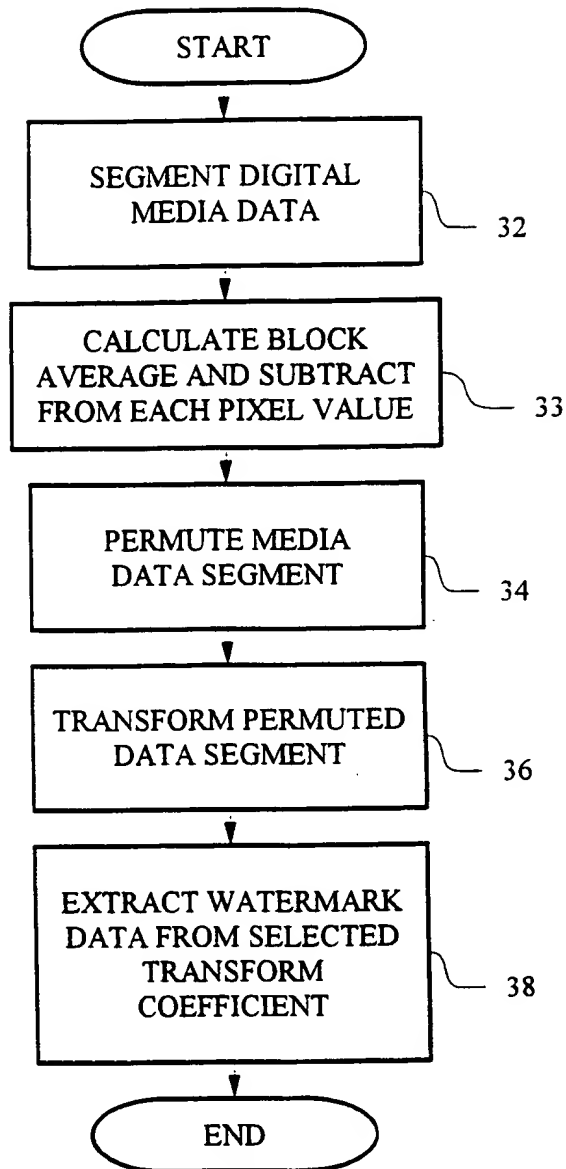 START
SEGMENT DIGITAL
MEDIA DATA
32
CALCULATE BLOCK
AVERAGE AND SUBTRACT
FROM EACH PIXEL VALUE
33
PERMUTE MEDIA
DATA SEGMENT
34
TRANSFORM PERMUTED
DATA SEGMENT
36
EXTRACT WATERMARK
DATA FROM SELECTED
TRANSFORM
COEFFICIENT
38
END